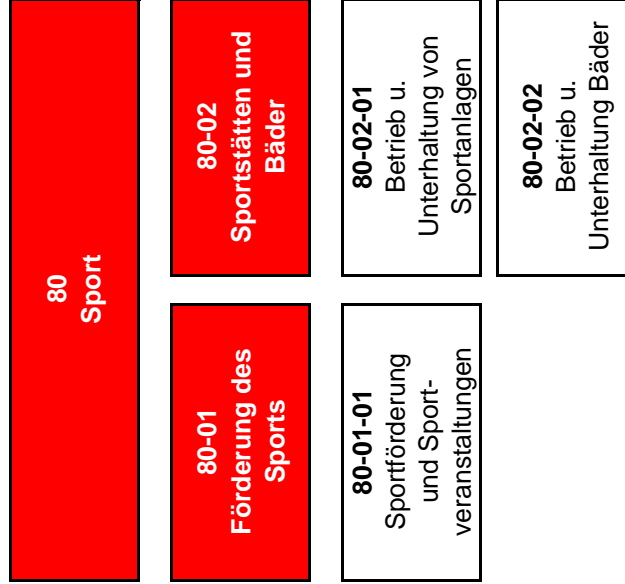 80
Sport
80-01
Förderung des
Sports
80-02
Sportstätten und
Bäder
80-01-01
Sportförderung
und Sport-
veranstaltungen
80-02-01
Betrieb u.
Unterhaltung von
Sportanlagen
80-02-02
Betrieb u.
Unterhaltung Bäder